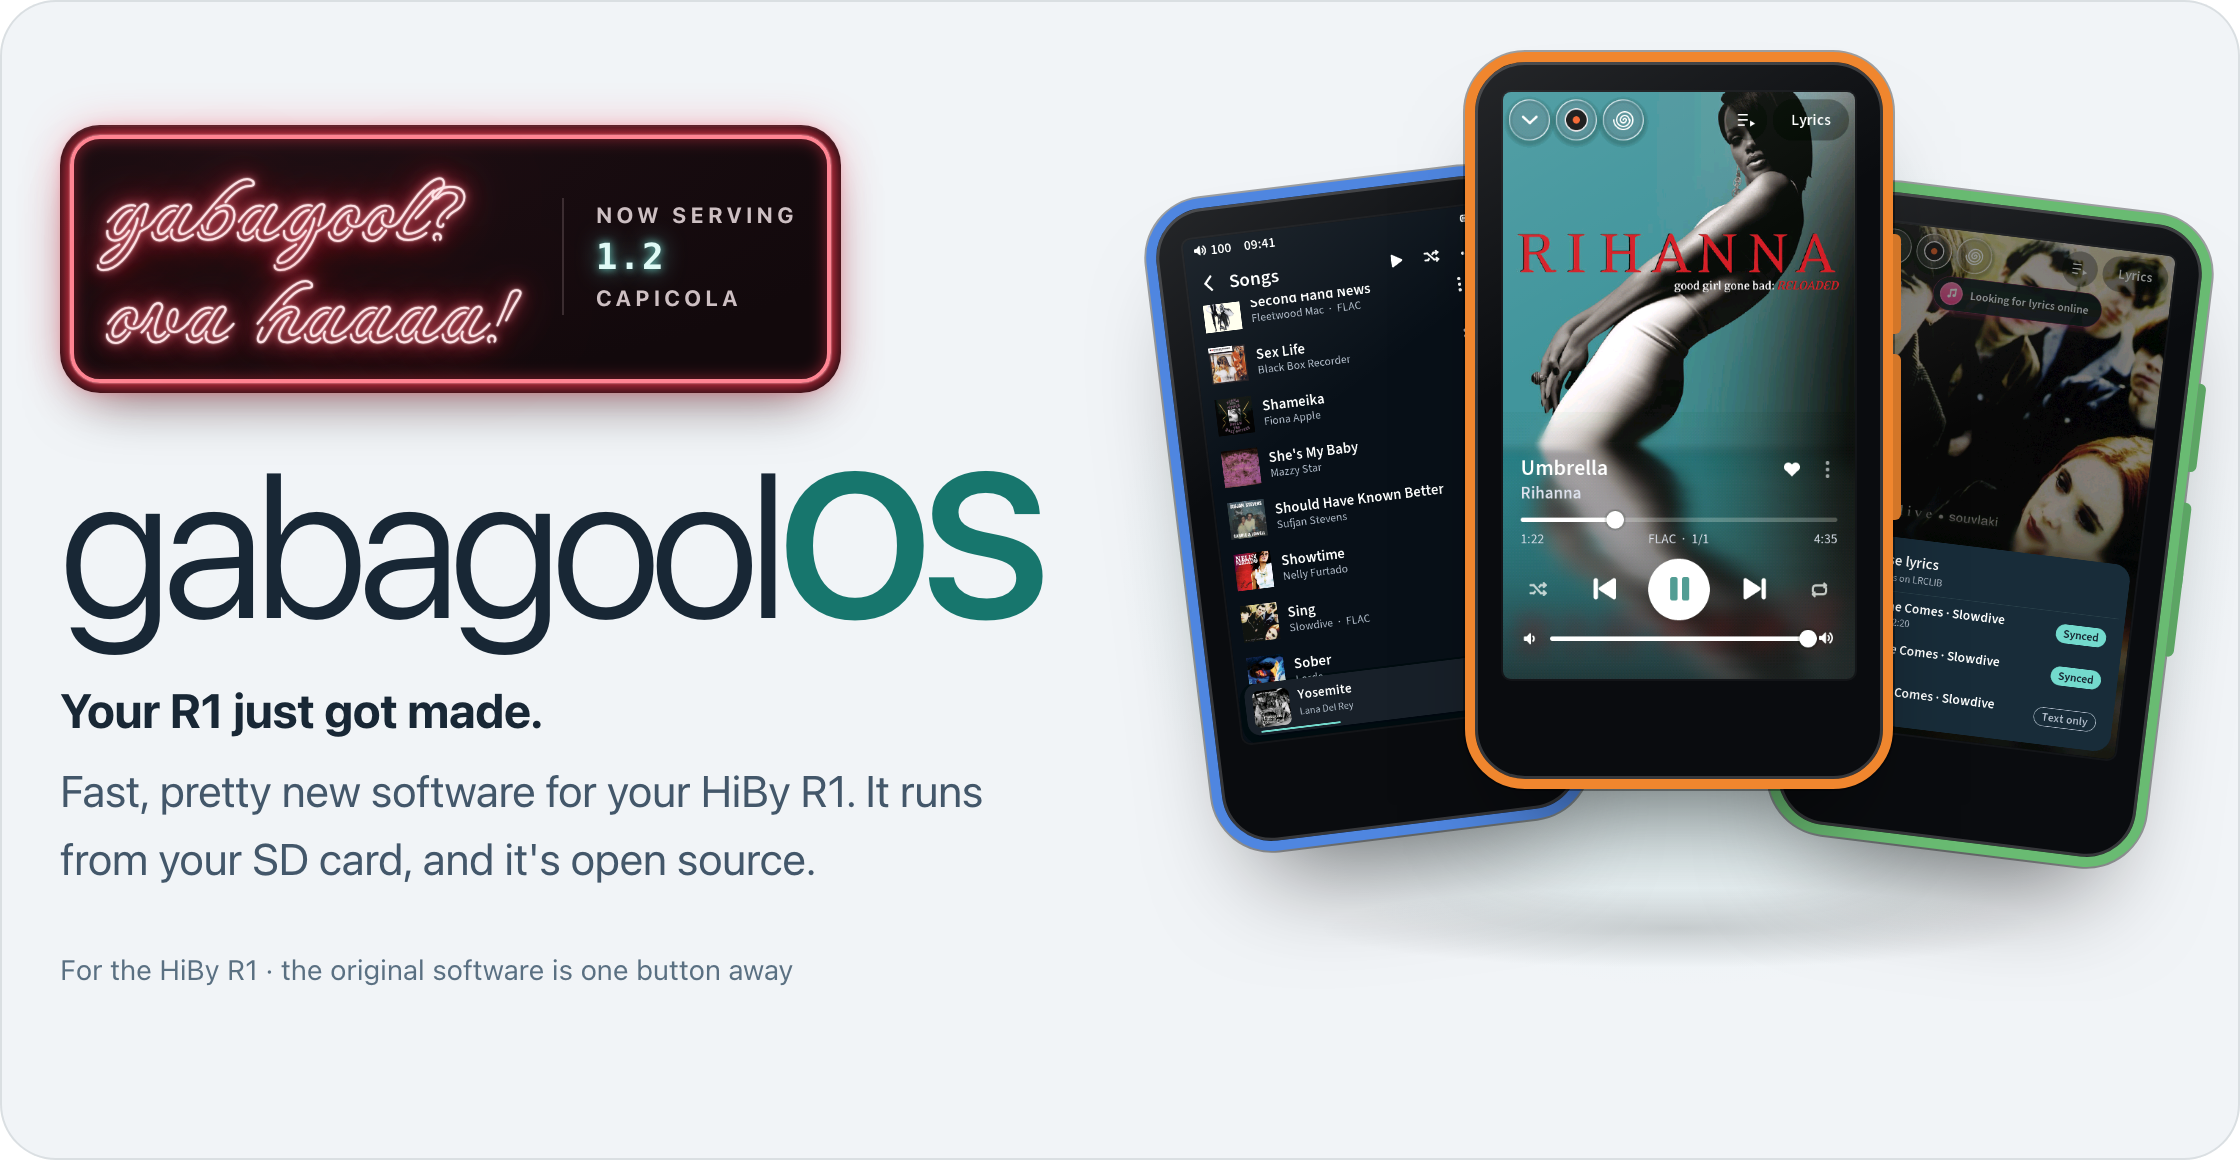 gabagool?
ova haaaa!
NOW SERVING
1.2
CAPICOLA
gabagoolOS
Your R1 just got made.
Fast, pretty new software for your HiBy R1. It runs
from your SD card, and it's open source.
For the HiBy R1 · the original software is one button away
100 09:41
Songs
Second Hand News
Fleetwood Mac · FLAC
Sex Life
Black Box Recorder
Shameika
Fiona Apple
She's My Baby
Mazzy Star
Should Have Known Better
Sufjan Stevens
Showtime
Nelly Furtado
Sing
Slowdive · FLAC
Sober
Yosemite
Lana Del Rey
Lyrics
RIHANNA
good girl gone bad: RELOADED
Umbrella
Rihanna
1:22 FLAC · 1/1 4:35
Lyrics
Looking for lyrics online
souvlaki
lyrics
on LRCLIB
Comes · Slowdive
2:20
Synced
Comes · Slowdive
Synced
Comes · Slowdive
Text only